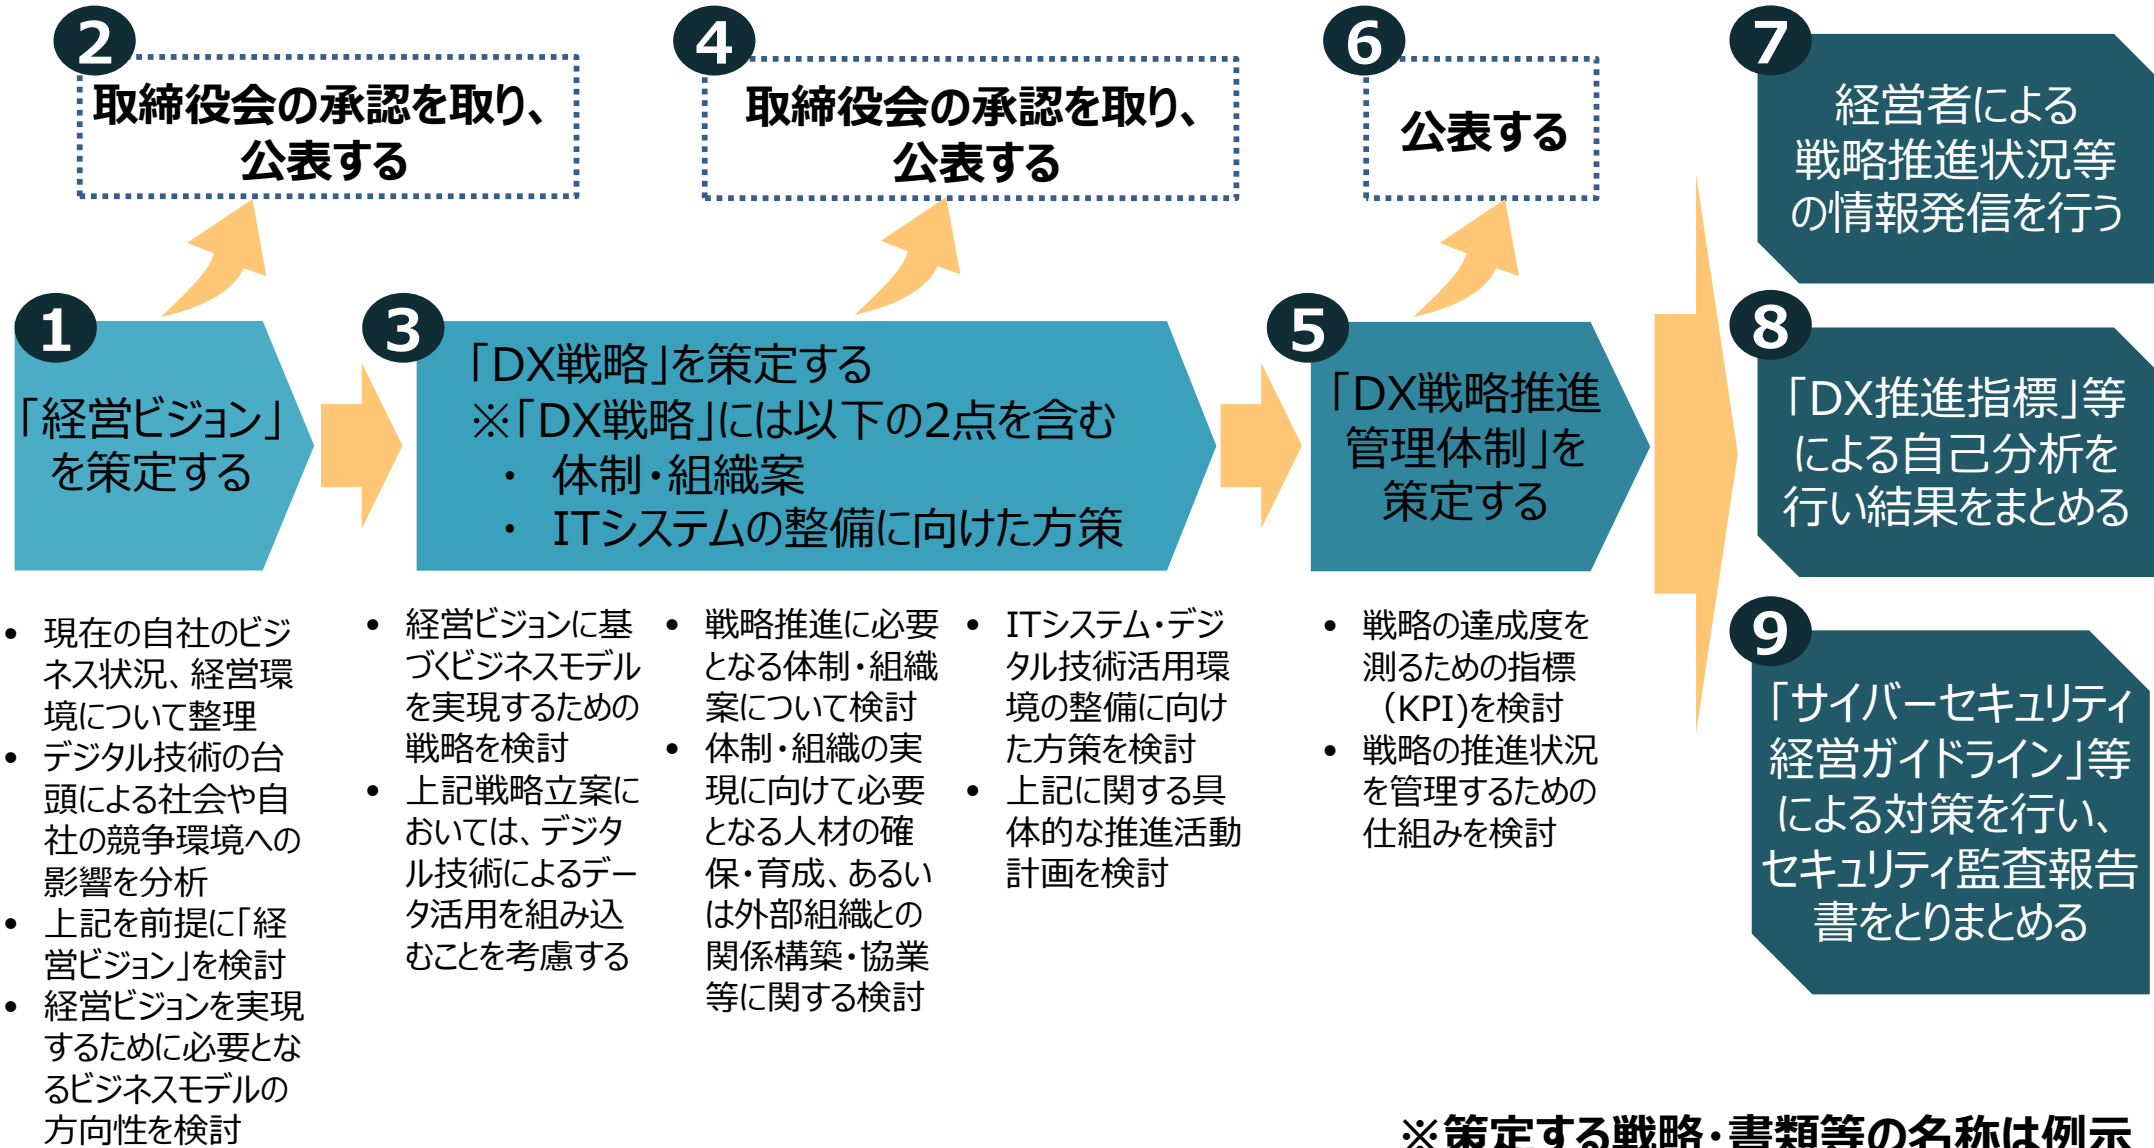 2
取締役会の承認を取り、
公表する
4
取締役会の承認を取り、
公表する
6
公表する
7
経営者による
戦略推進状況等
の情報発信を行う
1
「経営ビジョン」
を策定する
3
「DX戦略」を策定する
※「DX戦略」には以下の2点を含む
・ 体制・組織案
・ ITシステムの整備に向けた方策
5
「DX戦略推進
管理体制」を
策定する
8
「DX推進指標」等
による自己分析を
行い結果をまとめる
9
「サイバーセキュリティ
経営ガイドライン」等
による対策を行い、
セキュリティ監査報告
書をとりまとめる
• 現在の自社のビジ
ネス状況、経営環
境について整理
• デジタル技術の台
頭による社会や自
社の競争環境への
影響を分析
• 上記を前提に「経
営ビジョン」を検討
• 経営ビジョンを実現
するために必要とな
るビジネスモデルの
方向性を検討
• 経営ビジョンに基
づくビジネスモデル
を実現するための
戦略を検討
• 上記戦略立案に
おいては、デジタ
ル技術によるデー
タ活用を組み込
むことを考慮する
• 戦略推進に必要
となる体制・組織
案について検討
• 体制・組織の実
現に向けて必要
となる人材の確
保・育成、あるい
は外部組織との
関係構築・協業
等に関する検討
• ITシステム・デジ
タル技術活用環
境の整備に向け
た方策を検討
• 上記に関する具
体的な推進活動
計画を検討
• 戦略の達成度を
測るための指標
（KPI)を検討
• 戦略の推進状況
を管理するための
仕組みを検討
※策定する戦略・書類等の名称は例示